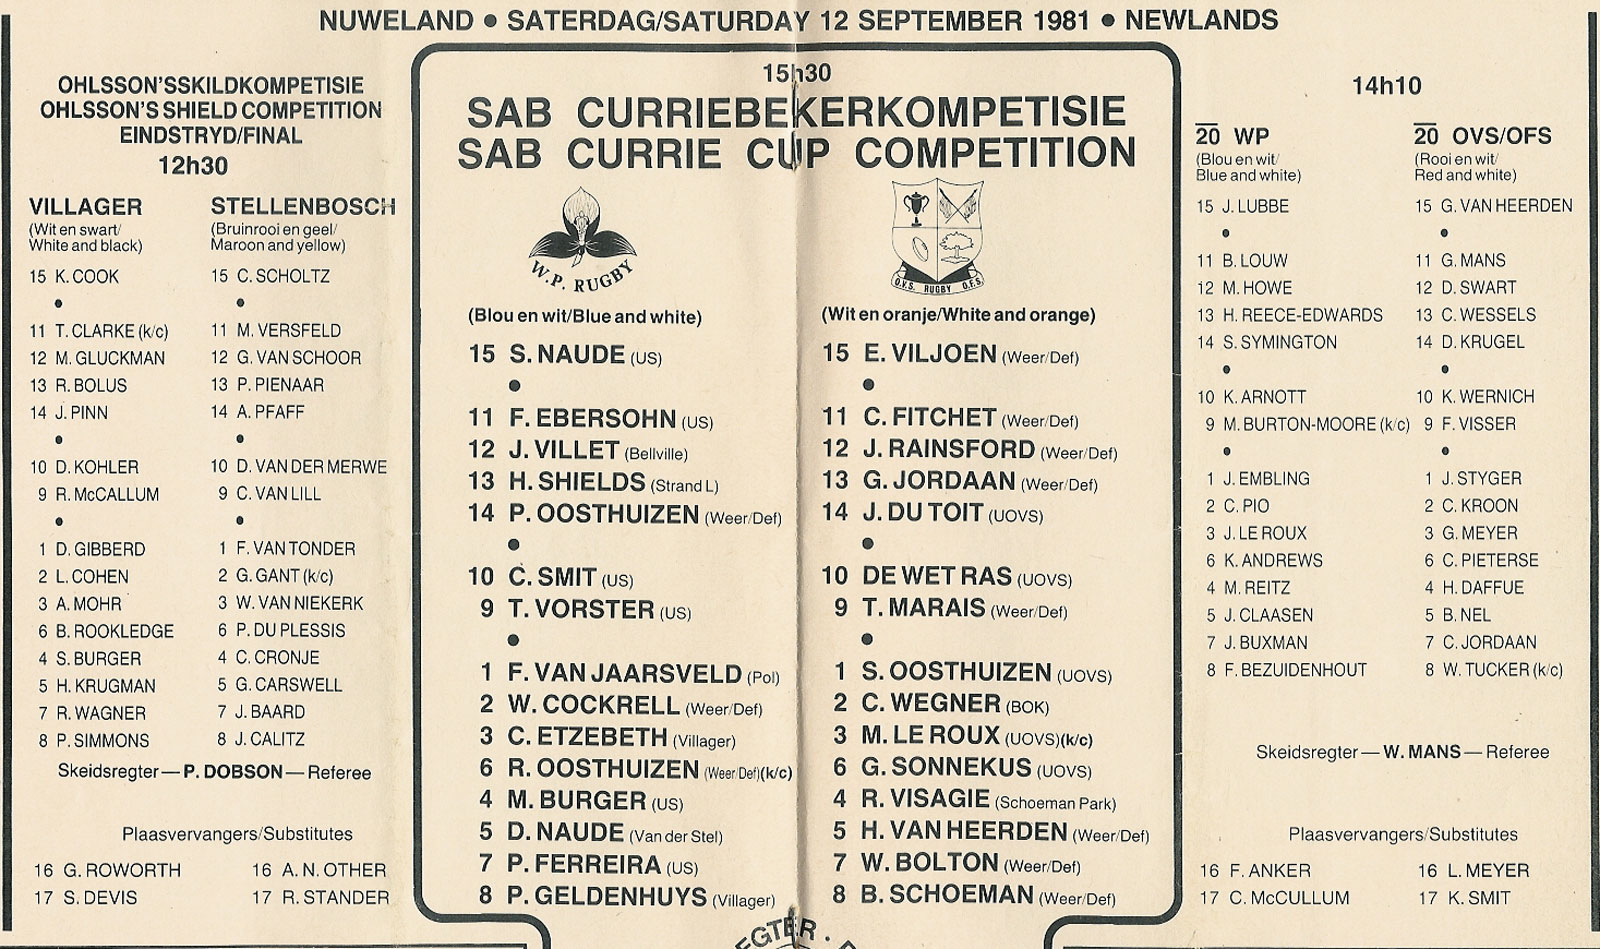 NUWELAND • SATERDAG/SATURDAY 12 SEPTEMBER 1981 • NEWLANDS
OHLSSON'SSKILDKOMPETISIE
OHLSSON'S SHIELD COMPETITION
EINDSTRYD/FINAL
12h30
VILLAGER
(Wit en swart/
White and black)
15 K. COOK
•
11 T. CLARKE (k/c)
12 M. GLUCKMAN
13 R. BOLUS
14 J. PINN
•
10 D. KOHLER
9 R. McCALLUM
•
1 D. GIBBERD
2 L. COHEN
3 A. MOHR
6 B. ROOKLEDGE
4 S. BURGER
5 H. KRUGMAN
7 R. WAGNER
8 P. SIMMONS
STELLENBOSCH
(Bruinrooi en geel/
Maroon and yellow)
15 C. SCHOLTZ
•
11 M. VERSFELD
12 G. VAN SCHOOR
13 P. PIENAAR
14 A. PFAFF
•
10 D. VAN DER MERWE
9 C. VAN LILL
•
1 F. VAN TONDER
2 G. GANT (k/c)
3 W. VAN NIEKERK
6 P. DU PLESSIS
4 C. CRONJE
5 G. CARSWELL
7 J. BAARD
8 J. CALITZ
Skeidsregter — P. DOBSON — Referee
Plaasvervangers/Substitutes
16 G. ROWORTH
17 S. DEVIS
16 A. N. OTHER
17 R. STANDER
15h30
SAB CURRIEBEKERKOMPETISIE
SAB CURRIE CUP COMPETITION
W.P. RUGBY
(Blou en wit/Blue and white)
15 S. NAUDE (US)
•
11 F. EBERSOHN (US)
12 J. VILLET (Bellville)
13 H. SHIELDS (Strand L)
14 P. OOSTHUIZEN (Weer/Def)
•
10 C. SMIT (US)
9 T. VORSTER (US)
•
1 F. VAN JAARSVELD (Pol)
2 W. COCKRELL (Weer/Def)
3 C. ETZEBETH (Villager)
6 R. OOSTHUIZEN (Weer/Def)(k/c)
4 M. BURGER (US)
5 D. NAUDE (Van der Stel)
7 P. FERREIRA (US)
8 P. GELDENHUYS (Villager)
O.V.S. RUGBY O.F.S.
(Wit en oranje/White and orange)
15 E. VILJOEN (Weer/Def)
•
11 C. FITCHET (Weer/Def)
12 J. RAINSFORD (Weer/Def)
13 G. JORDAAN (Weer/Def)
14 J. DU TOIT (UOVS)
•
10 DE WET RAS (UOVS)
9 T. MARAIS (Weer/Def)
•
1 S. OOSTHUIZEN (UOVS)
2 C. WEGNER (BOK)
3 M. LE ROUX (UOVS)(k/c)
6 G. SONNEKUS (UOVS)
4 R. VISAGIE (Schoeman Park)
5 H. VAN HEERDEN (Weer/Def)
7 W. BOLTON (Weer/Def)
8 B. SCHOEMAN (Weer/Def)
14h10
20 WP
(Blou en wit/
Blue and white)
15 J. LUBBE
•
11 B. LOUW
12 M. HOWE
13 H. REECE-EDWARDS
14 S. SYMINGTON
•
10 K. ARNOTT
9 M. BURTON-MOORE (k/c)
•
1 J. EMBLING
2 C. PIO
3 J. LE ROUX
6 K. ANDREWS
4 M. REITZ
5 J. CLAASEN
7 J. BUXMAN
8 F. BEZUIDENHOUT
20 OVS/OFS
(Rooi en wit/
Red and white)
15 G. VAN HEERDEN
•
11 G. MANS
12 D. SWART
13 C. WESSELS
14 D. KRUGEL
•
10 K. WERNICH
9 F. VISSER
•
1 J. STYGER
2 C. KROON
3 G. MEYER
6 C. PIETERSE
4 H. DAFFUE
5 B. NEL
7 C. JORDAAN
8 W. TUCKER (k/c)
Skeidsregter — W. MANS — Referee
Plaasvervangers/Substitutes
16 F. ANKER
17 C. McCULLUM
16 L. MEYER
17 K. SMIT